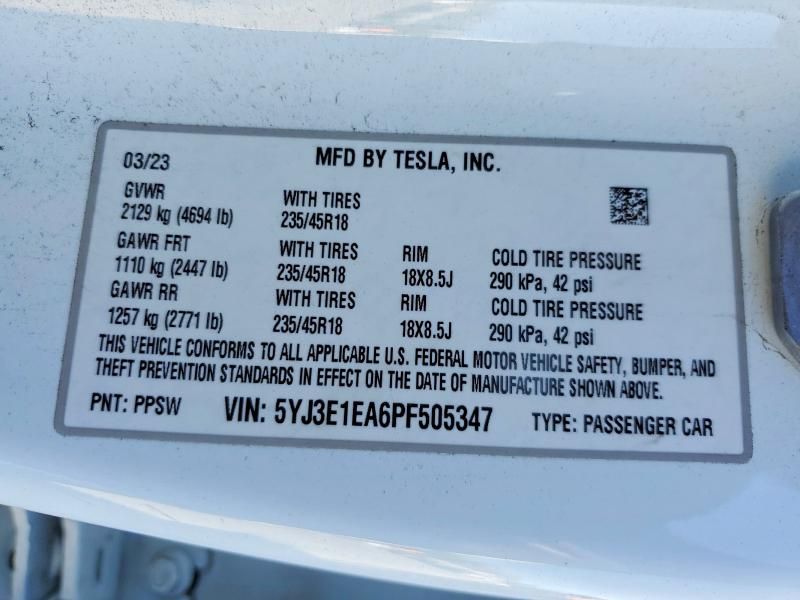 03/23 MFD BY TESLA, INC.
GVWR WITH TIRES
2129 kg (4694 lb) 235/45R18
GAWR FRT WITH TIRES RIM COLD TIRE PRESSURE
1110 kg (2447 lb) 235/45R18 18X8.5J 290 kPa, 42 psi
GAWR RR WITH TIRES RIM COLD TIRE PRESSURE
1257 kg (2771 lb) 235/45R18 18X8.5J 290 kPa, 42 psi
THIS VEHICLE CONFORMS TO ALL APPLICABLE U.S. FEDERAL MOTOR VEHICLE SAFETY, BUMPER, AND
THEFT PREVENTION STANDARDS IN EFFECT ON THE DATE OF MANUFACTURE SHOWN ABOVE.
PNT: PPSW VIN: 5YJ3E1EA6PF505347 TYPE: PASSENGER CAR